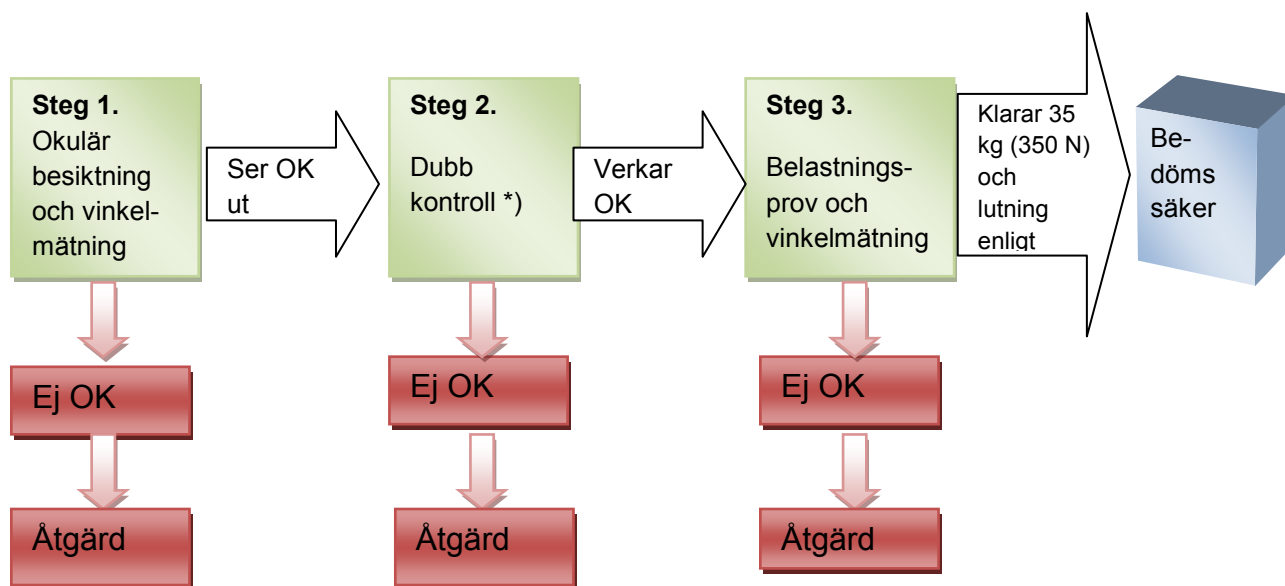 Steg 1.
Okulär
besiktning
och vinkel-
mätning
Ser OK
ut
Steg 2.
Dubb
kontroll *)
Verkar
OK
Steg 3.
Belastnings-
prov och
vinkelmätning
Klarar 35
kg (350 N)
och
lutning
enligt
Be-
döms
säker
Ej OK
Ej OK
Ej OK
Åtgärd
Åtgärd
Åtgärd